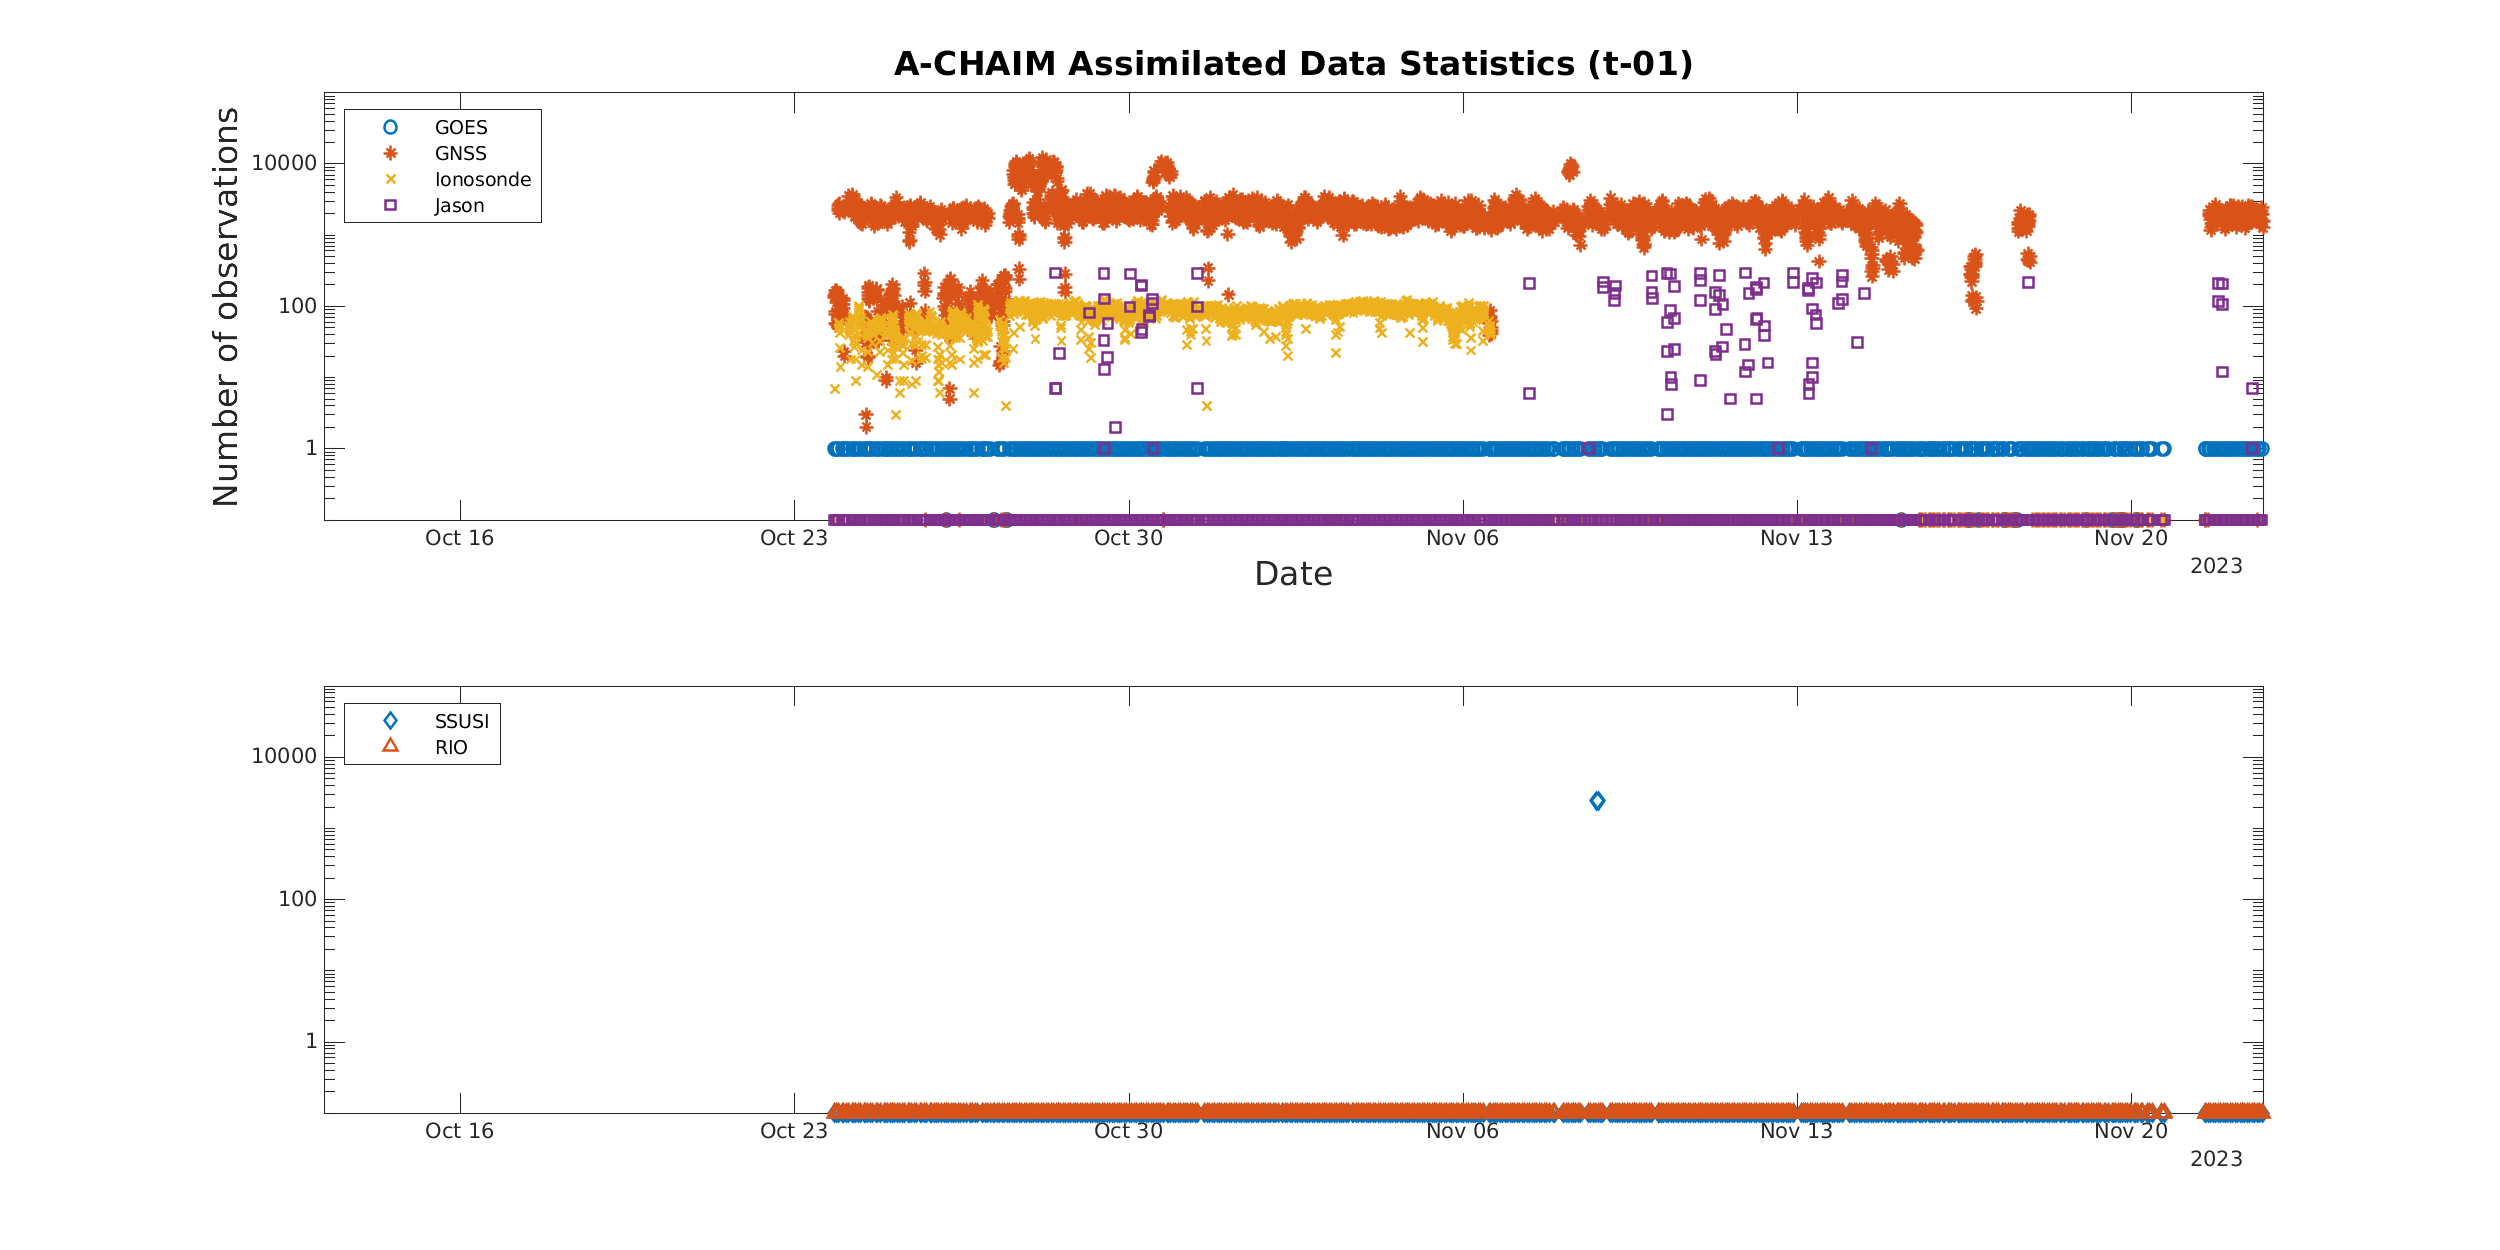 A-CHAIM Assimilated Data Statistics (t-01)
Number of observations
10000
100
1
GOES
GNSS
Ionosonde
Jason
Oct 16
Oct 23
Oct 30
Nov 06
Nov 13
Nov 20
2023
Date
10000
100
1
SSUSI
RIO
Oct 16
Oct 23
Oct 30
Nov 06
Nov 13
Nov 20
2023